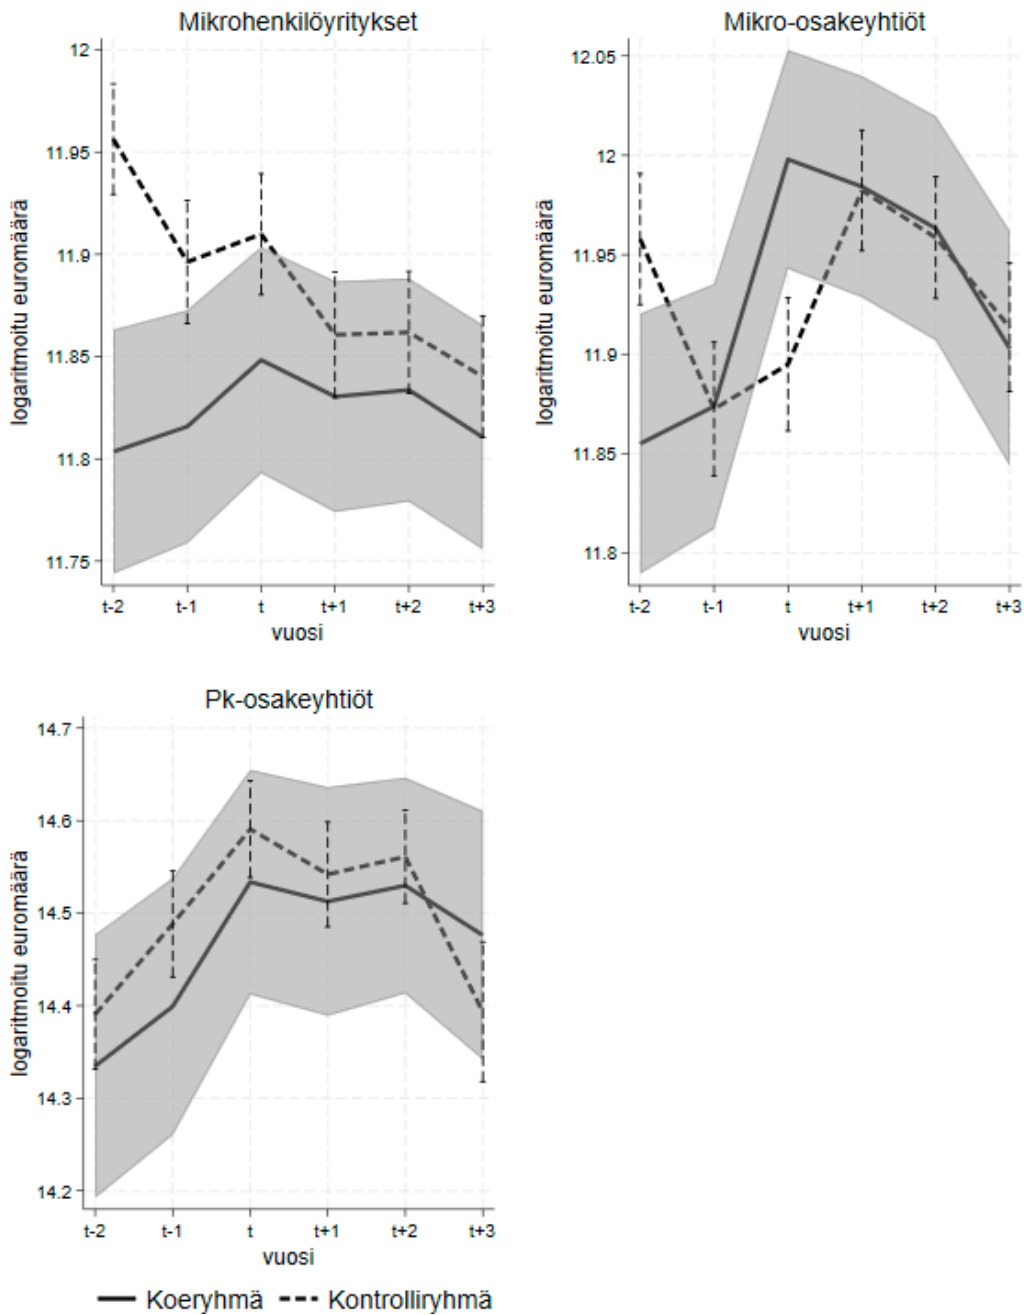 Mikrohenkilöyritykset
logaritmoitu euromäärä
12
11.95
11.9
11.85
11.8
11.75
t-2 t-1 t t+1 t+2 t+3
vuosi
Mikro-osakeyhtiöt
logaritmoitu euromäärä
12.05
12
11.95
11.9
11.85
11.8
t-2 t-1 t t+1 t+2 t+3
vuosi
Pk-osakeyhtiöt
logaritmoitu euromäärä
14.7
14.6
14.5
14.4
14.3
14.2
t-2 t-1 t t+1 t+2 t+3
vuosi
Koeryhmä Kontrolliryhmä